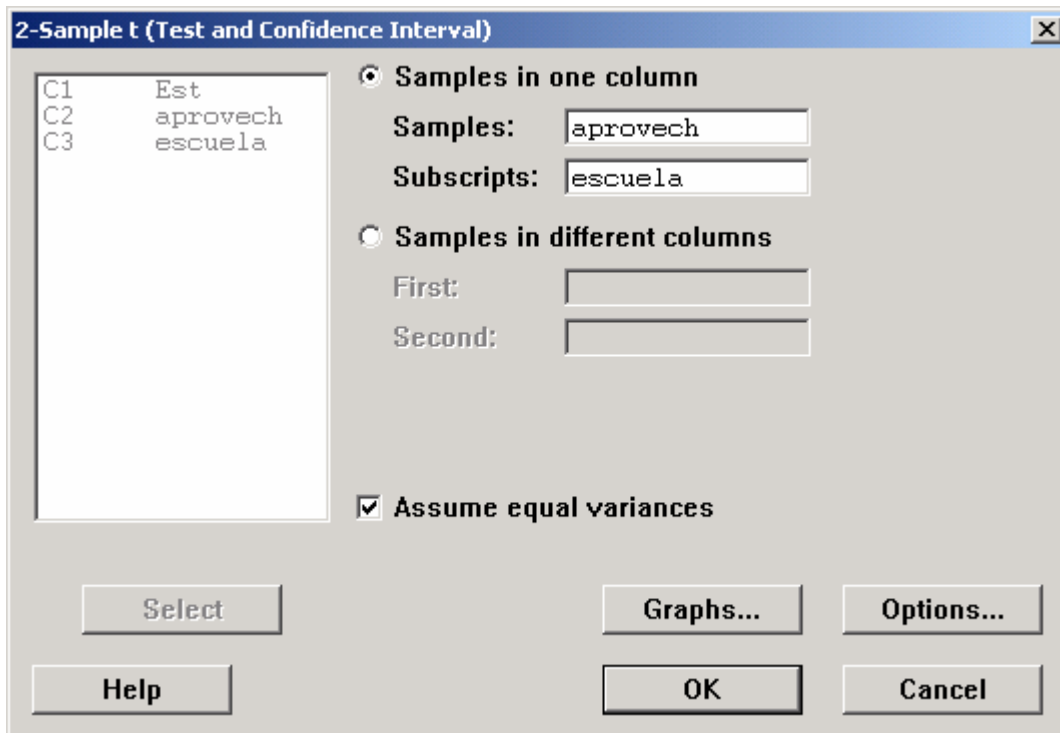 2-Sample t (Test and Confidence Interval)
C1 Est
C2 aprovech
C3 escuela
Samples in one column
Samples: aprovech
Subscripts: escuela
Samples in different columns
First:
Second:
Assume equal variances
Select
Graphs...
Options...
Help
OK
Cancel